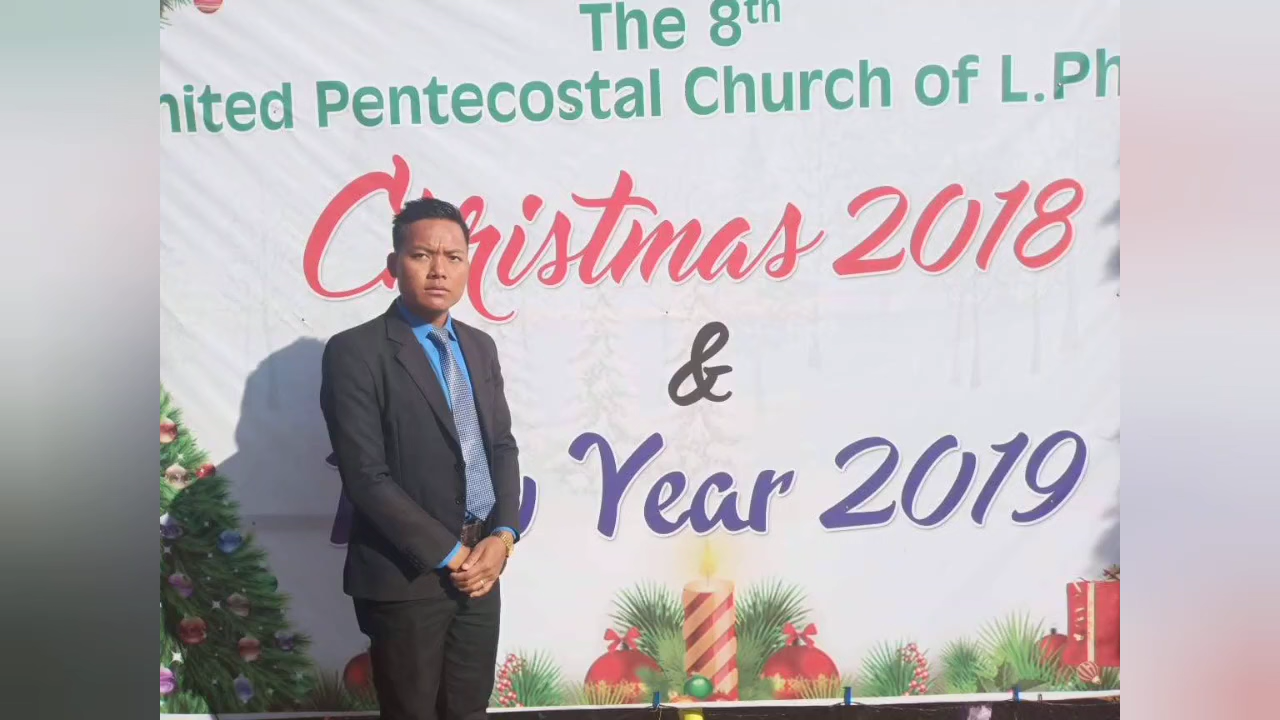 The 8th
nited Pentecostal Church of L.Ph
Christmas 2018
&
Year 2019